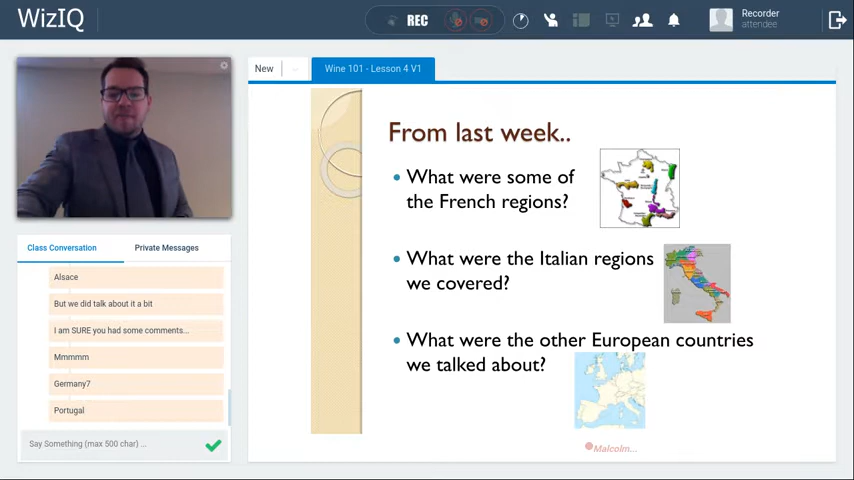 WizIQ
REC
Recorder
attendee
New
Wine 101 - Lesson 4 V1
From last week..
What were some of
the French regions?
What were the Italian regions
we covered?
What were the other European countries
we talked about?
Malcolm...
Class Conversation
Private Messages
Alsace
But we did talk about it a bit
I am SURE you had some comments...
Mmmmm
Germany7
Portugal
Say Something (max 500 char) ...